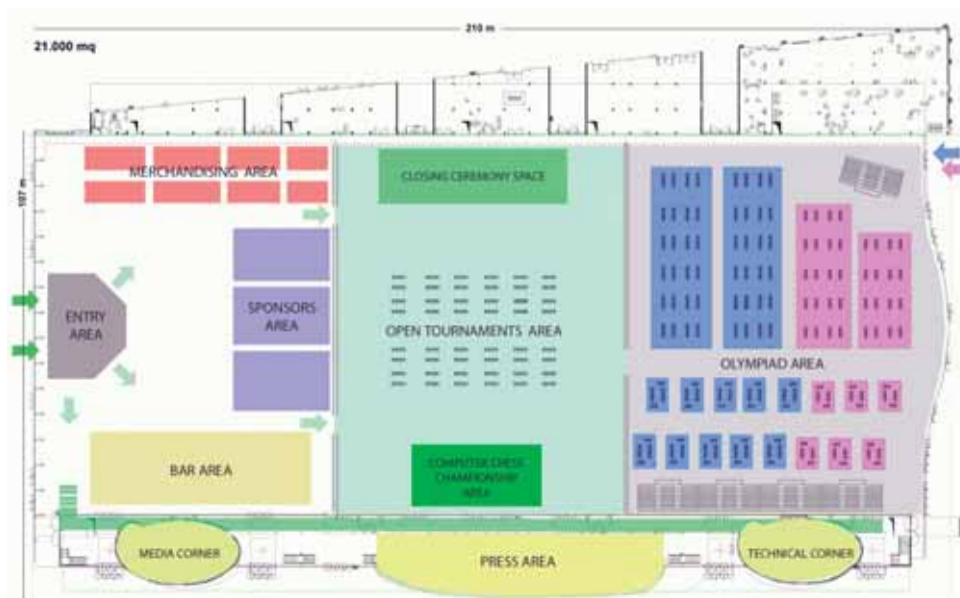 210 m
21.000 mq
107 m
MERCHANDISING AREA
CLOSING CEREMONY SPACE
ENTRY
AREA
SPONSORS
AREA
OPEN TOURNAMENTS AREA
OLYMPIAD AREA
BAR AREA
COMPUTER CHESS
CHAMPIONSHIP
AREA
MEDIA CORNER
PRESS AREA
TECHNICAL CORNER